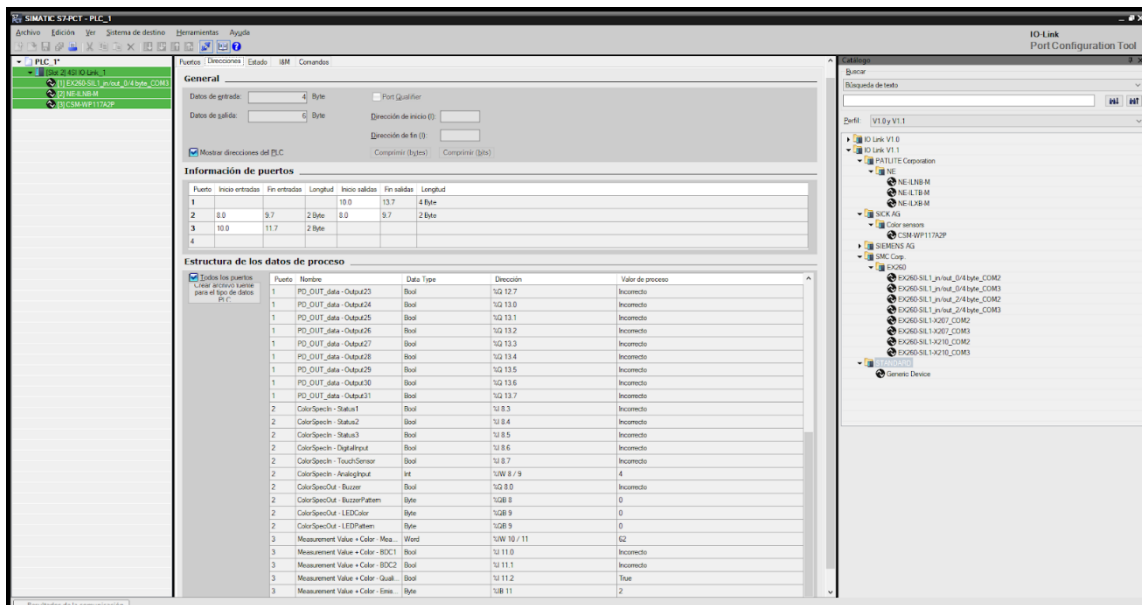 SIMATIC S7-PCT - PLC_1
Archivo Edición Ver Sistema de destino Herramientas Ayuda
IO-Link
Port Configuration Tool
PLC_1*
[Slot 2] 4SI IO-Link_1
[1] EX260-SIL1_in/out_0/4 byte_COM3
[2] NE-ILNB-M
[3] CSM-WP117A2P
Puertos Direcciones Estado I&M Comandos
General
Datos de entrada: 4 Byte Port Qualifier
Datos de salida: 6 Byte Dirección de inicio (I):
Dirección de fin (I):
Mostrar direcciones del PLC Comprimir (bytes) Comprimir (bits)
Información de puertos
Puerto Inicio entradas Fin entradas Longitud Inicio salidas Fin salidas Longitud
1 10.0 13.7 4 Byte
2 8.0 9.7 2 Byte 8.0 9.7 2 Byte
3 10.0 11.7 2 Byte
4
Estructura de los datos de proceso
Todos los puertos
Crear archivo fuente para el tipo de datos PLC
Puerto Nombre Data Type Dirección Valor de proceso
1 PD_OUT_data - Output23 Bool %Q 12.7 Incorrecto
1 PD_OUT_data - Output24 Bool %Q 13.0 Incorrecto
1 PD_OUT_data - Output25 Bool %Q 13.1 Incorrecto
1 PD_OUT_data - Output26 Bool %Q 13.2 Incorrecto
1 PD_OUT_data - Output27 Bool %Q 13.3 Incorrecto
1 PD_OUT_data - Output28 Bool %Q 13.4 Incorrecto
1 PD_OUT_data - Output29 Bool %Q 13.5 Incorrecto
1 PD_OUT_data - Output30 Bool %Q 13.6 Incorrecto
1 PD_OUT_data - Output31 Bool %Q 13.7 Incorrecto
2 ColorSpecIn - Status1 Bool %I 8.3 Incorrecto
2 ColorSpecIn - Status2 Bool %I 8.4 Incorrecto
2 ColorSpecIn - Status3 Bool %I 8.5 Incorrecto
2 ColorSpecIn - DigitalInput Bool %I 8.6 Incorrecto
2 ColorSpecIn - TouchSensor Bool %I 8.7 Incorrecto
2 ColorSpecIn - AnalogInput Int %IW 8 / 9 4
2 ColorSpecOut - Buzzer Bool %Q 8.0 Incorrecto
2 ColorSpecOut - BuzzerPattern Byte %QB 8 0
2 ColorSpecOut - LEDColor Byte %QB 9 0
2 ColorSpecOut - LEDPattern Byte %QB 9 0
3 Measurement Value + Color - Mea... Word %IW 10 / 11 62
3 Measurement Value + Color - BDC1 Bool %I 11.0 Incorrecto
3 Measurement Value + Color - BDC2 Bool %I 11.1 Incorrecto
3 Measurement Value + Color - Quali... Bool %I 11.2 True
3 Measurement Value + Color - Emis... Byte %IB 11 2
Catálogo
Buscar
Búsqueda de texto
Perfil: V1.0 y V1.1
IO Link V1.0
IO Link V1.1
PATLITE Corporation
NE
NE-ILNB-M
NE-ILTB-M
NE-ILXB-M
SICK AG
Color sensors
CSM-WP117A2P
SIEMENS AG
SMC Corp.
EX260
EX260-SIL1_in/out_0/4 byte_COM2
EX260-SIL1_in/out_0/4 byte_COM3
EX260-SIL1_in/out_2/4 byte_COM2
EX260-SIL1_in/out_2/4 byte_COM3
EX260-SIL1-X207_COM2
EX260-SIL1-X207_COM3
EX260-SIL1-X210_COM2
EX260-SIL1-X210_COM3
Generic Device
Resultados de la comunicación